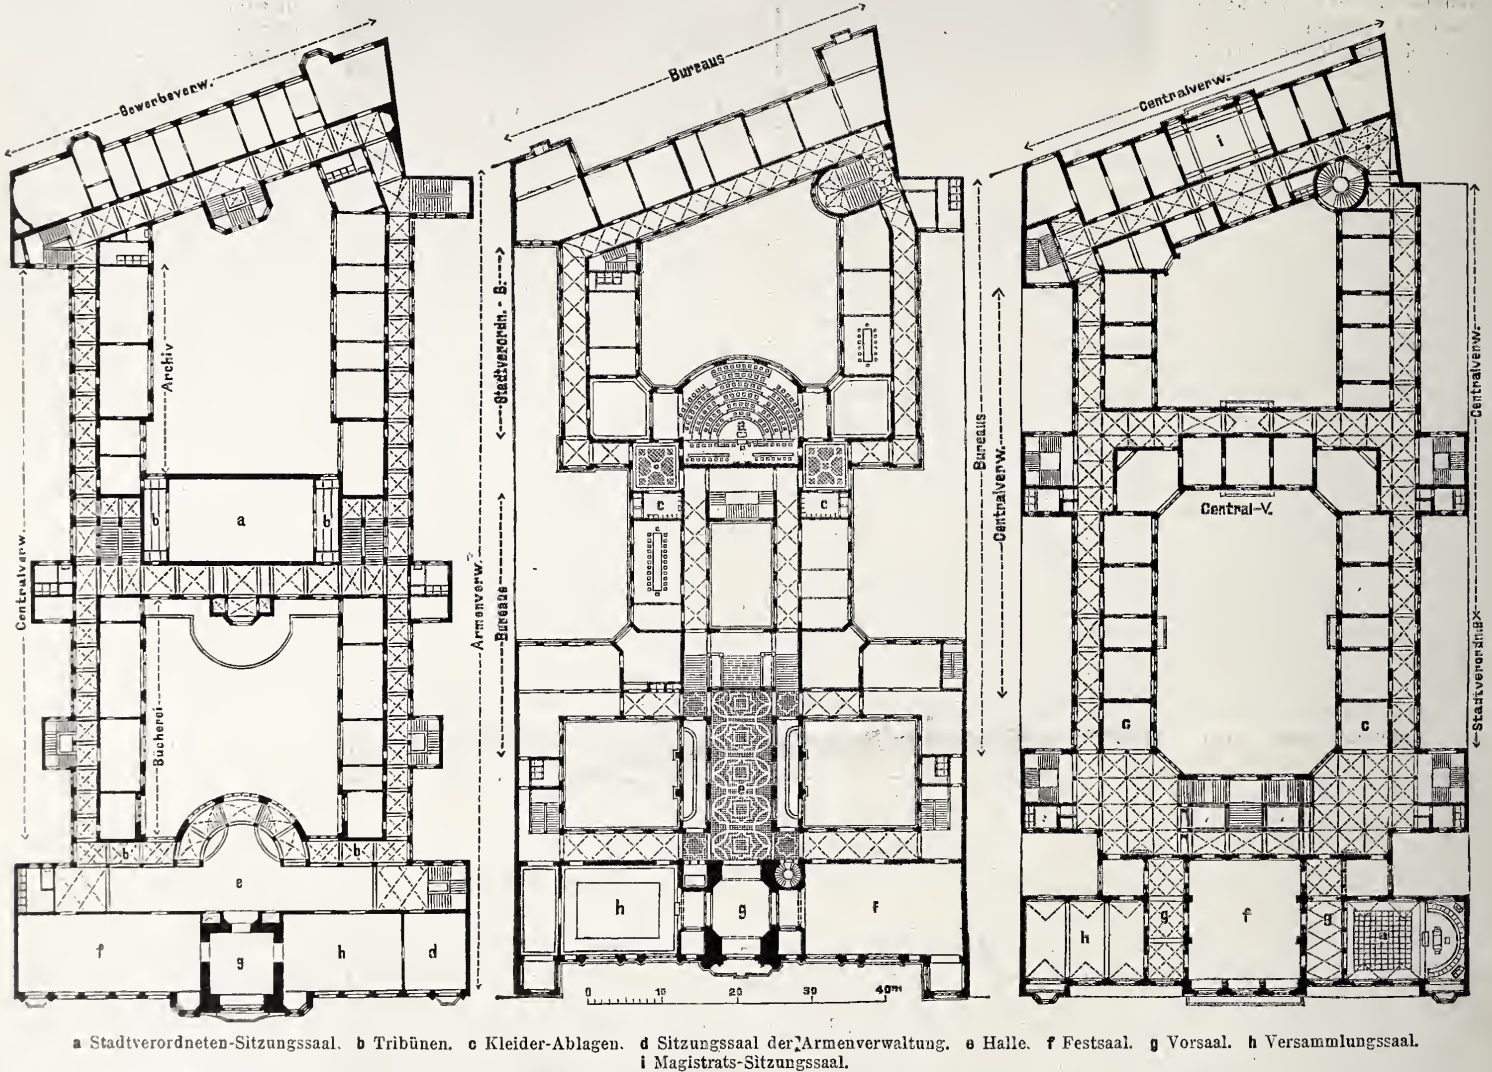 Gewerbeverw.
Centralverw.
Archiv
Bücherei
Armenverw.
b
a
b
b
b
e
f
g
h
d
Bureaus
Stadtverordn.- B.
Bureaus
Bureaus
a
c
c
e
h
g
F
0 10 20 30 40m
Centralverw.
Centralverw.
i
Centralverw.
Stadtverordn.
Central-V.
c
c
g
f
g
h
a
a Stadtverordneten-Sitzungssaal. b Tribünen. c Kleider-Ablagen. d Sitzungssaal der Armenverwaltung. e Halle. f Festsaal. g Vorsaal. h Versammlungssaal.
i Magistrats-Sitzungssaal.